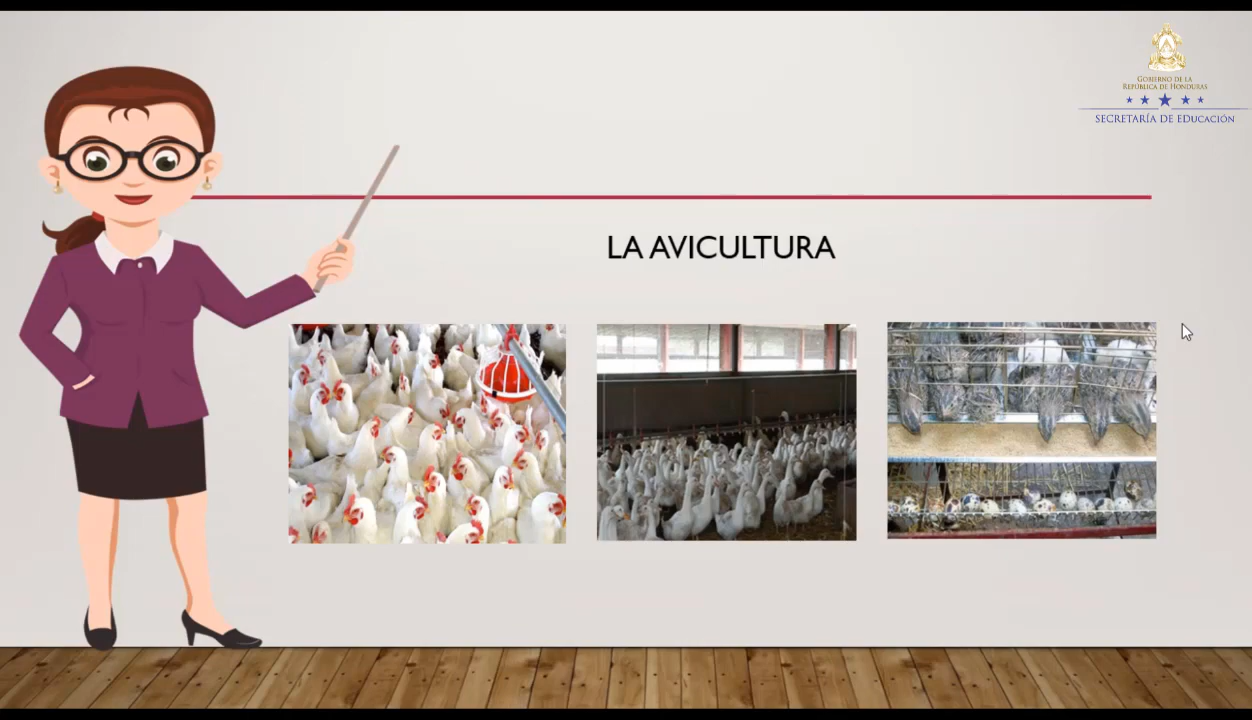 GOBIERNO DE LA
REPÚBLICA DE HONDURAS
SECRETARÍA DE EDUCACIÓN
LA AVICULTURA